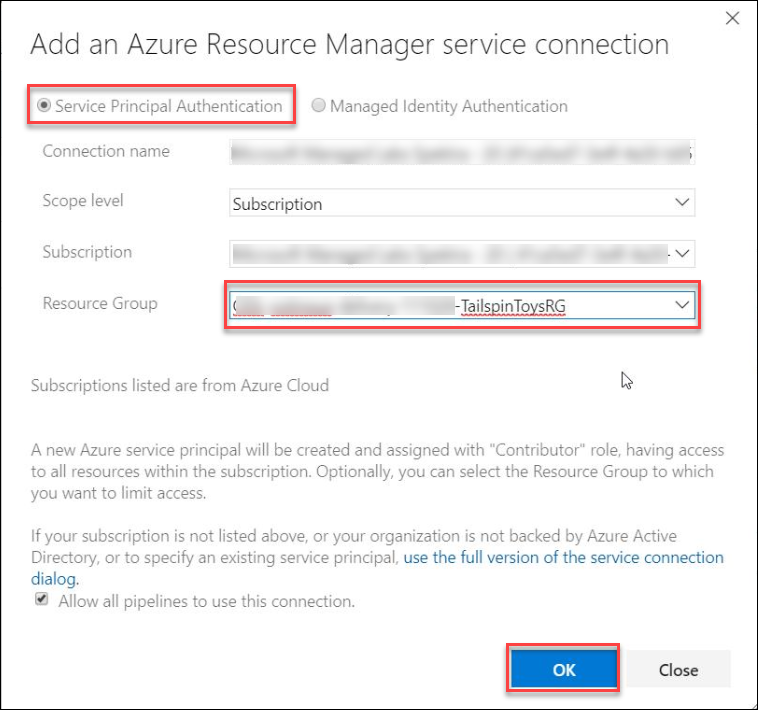 Add an Azure Resource Manager service connection
Service Principal Authentication Managed Identity Authentication
Connection name
Scope level Subscription
Subscription
Resource Group -TailspinToysRG
Subscriptions listed are from Azure Cloud
A new Azure service principal will be created and assigned with "Contributor" role, having access
to all resources within the subscription. Optionally, you can select the Resource Group to which
you want to limit access.
If your subscription is not listed above, or your organization is not backed by Azure Active
Directory, or to specify an existing service principal, use the full version of the service connection
dialog.
Allow all pipelines to use this connection.
OK Close